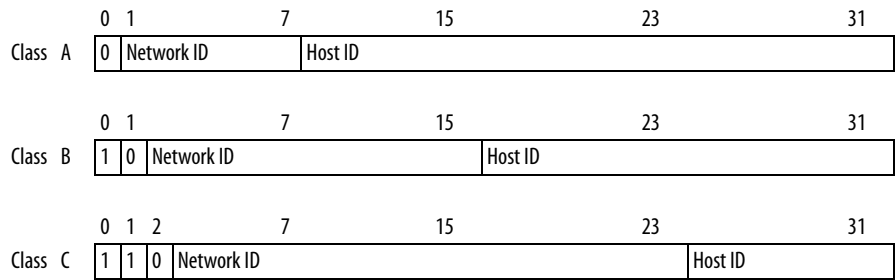 0 1 7 15 23 31
Class A 0 Network ID Host ID
0 1 7 15 23 31
Class B 1 0 Network ID Host ID
0 1 2 7 15 23 31
Class C 1 1 0 Network ID Host ID